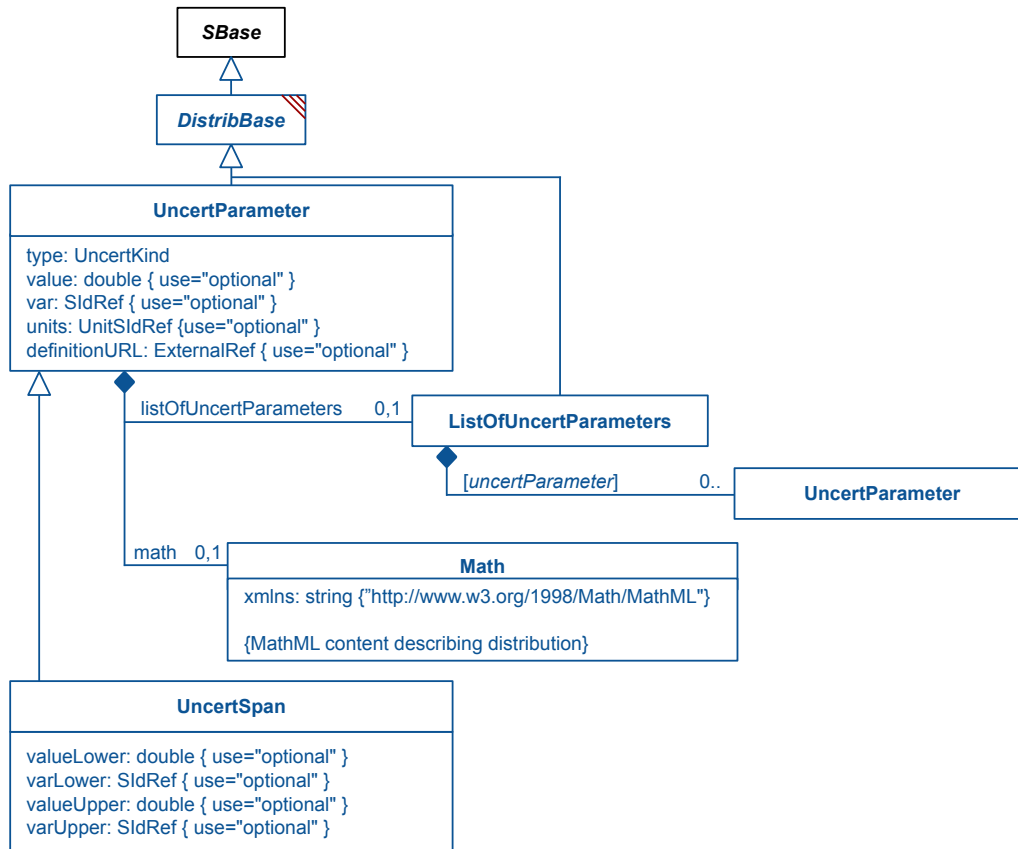 SBase
DistribBase
UncertParameter
type: UncertKind
value: double { use="optional" }
var: SIdRef { use="optional" }
units: UnitSIdRef {use="optional" }
definitionURL: ExternalRef { use="optional" }
listOfUncertParameters 0,1
ListOfUncertParameters
[uncertParameter] 0..
UncertParameter
math 0,1
Math
xmlns: string {”http://www.w3.org/1998/Math/MathML"}
{MathML content describing distribution}
UncertSpan
valueLower: double { use="optional" }
varLower: SIdRef { use="optional" }
valueUpper: double { use="optional" }
varUpper: SIdRef { use="optional" }